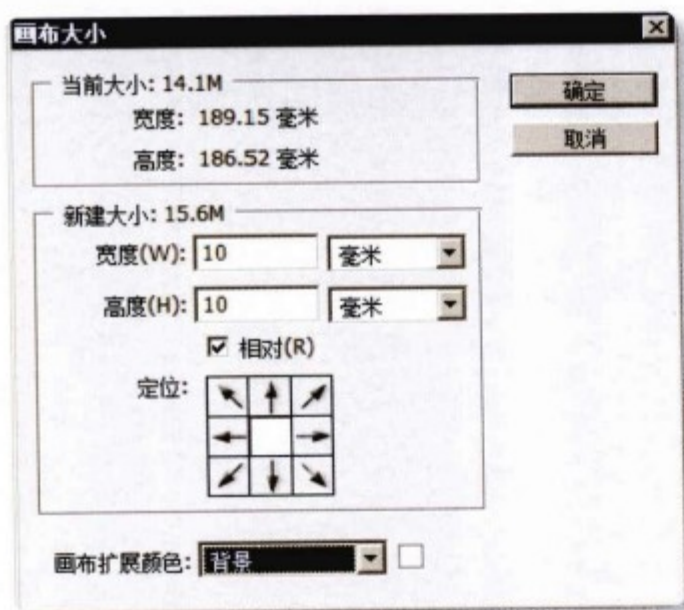 画布大小
当前大小: 14.1M
宽度: 189.15 毫米
高度: 186.52 毫米
确定
取消
新建大小: 15.6M
宽度(W): 10 毫米
高度(H): 10 毫米
相对(R)
定位:
画布扩展颜色: 背景